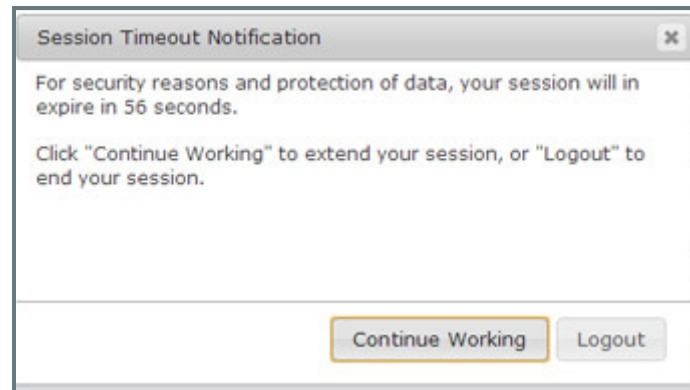 Session Timeout Notification
For security reasons and protection of data, your session will in
expire in 56 seconds.
Click "Continue Working" to extend your session, or "Logout" to
end your session.
Continue Working
Logout